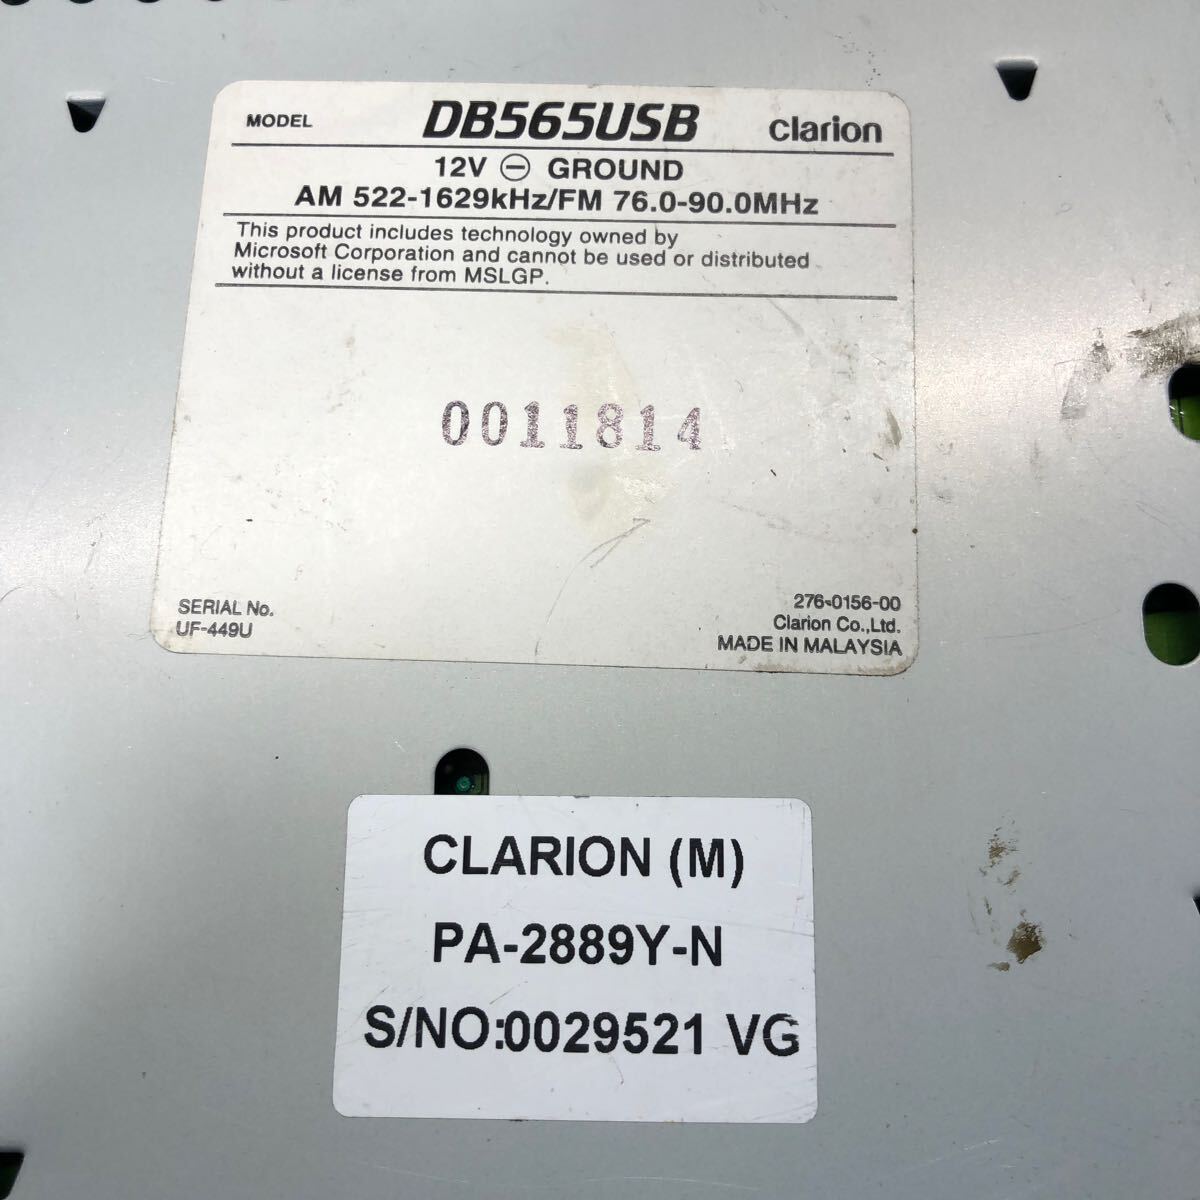 MODEL DB565USB clarion
12V ⊖ GROUND
AM 522-1629kHz/FM 76.0-90.0MHz
This product includes technology owned by
Microsoft Corporation and cannot be used or distributed
without a license from MSLGP.
0011814
SERIAL No.
UF-449U
276-0156-00
Clarion Co.,Ltd.
MADE IN MALAYSIA
CLARION (M)
PA-2889Y-N
S/NO:0029521 VG